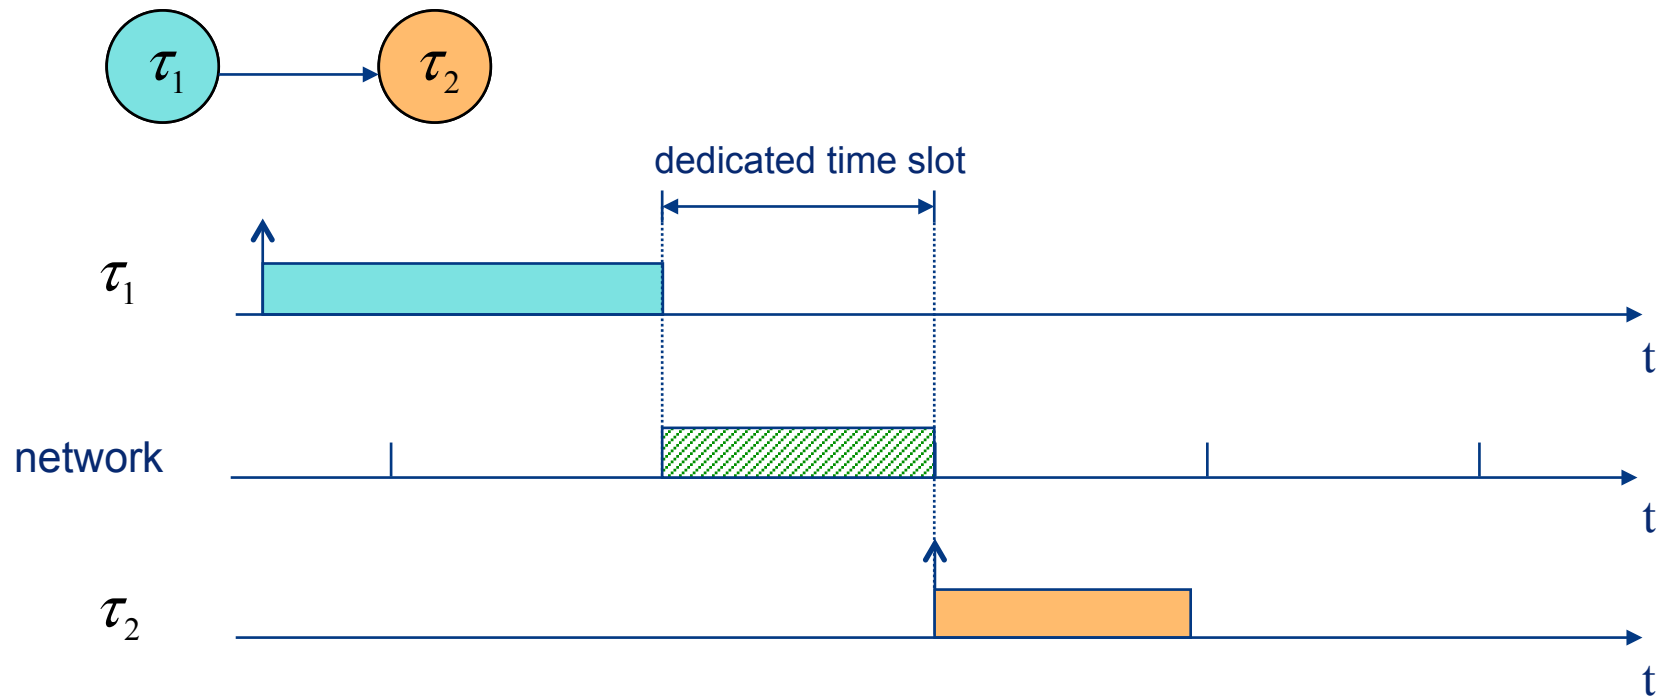 τ1
τ2
dedicated time slot
τ1
t
network
t
τ2
t